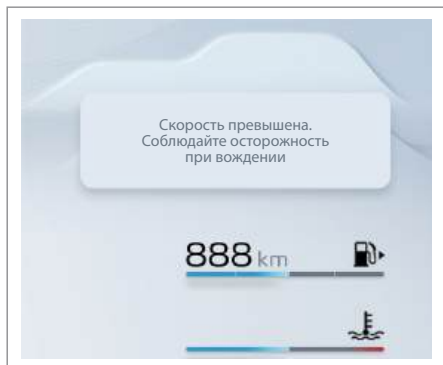 Скорость превышена.
Соблюдайте осторожность
при вождении
888 km